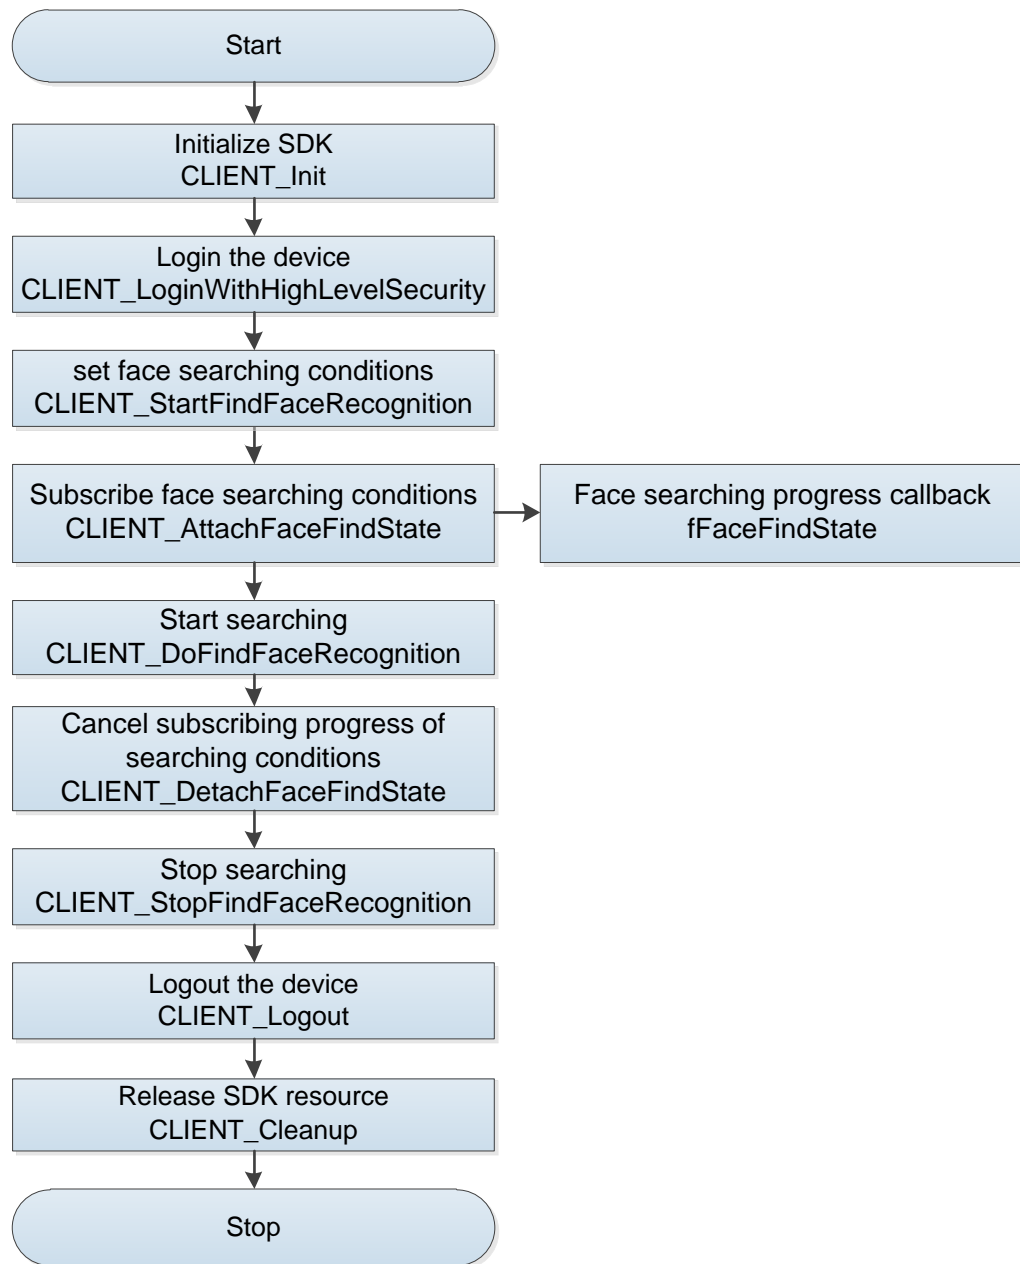 Start
Initialize SDK
CLIENT_Init
Login the device
CLIENT_LoginWithHighLevelSecurity
set face searching conditions
CLIENT_StartFindFaceRecognition
Subscribe face searching conditions
CLIENT_AttachFaceFindState
Face searching progress callback
fFaceFindState
Start searching
CLIENT_DoFindFaceRecognition
Cancel subscribing progress of
searching conditions
CLIENT_DetachFaceFindState
Stop searching
CLIENT_StopFindFaceRecognition
Logout the device
CLIENT_Logout
Release SDK resource
CLIENT_Cleanup
Stop